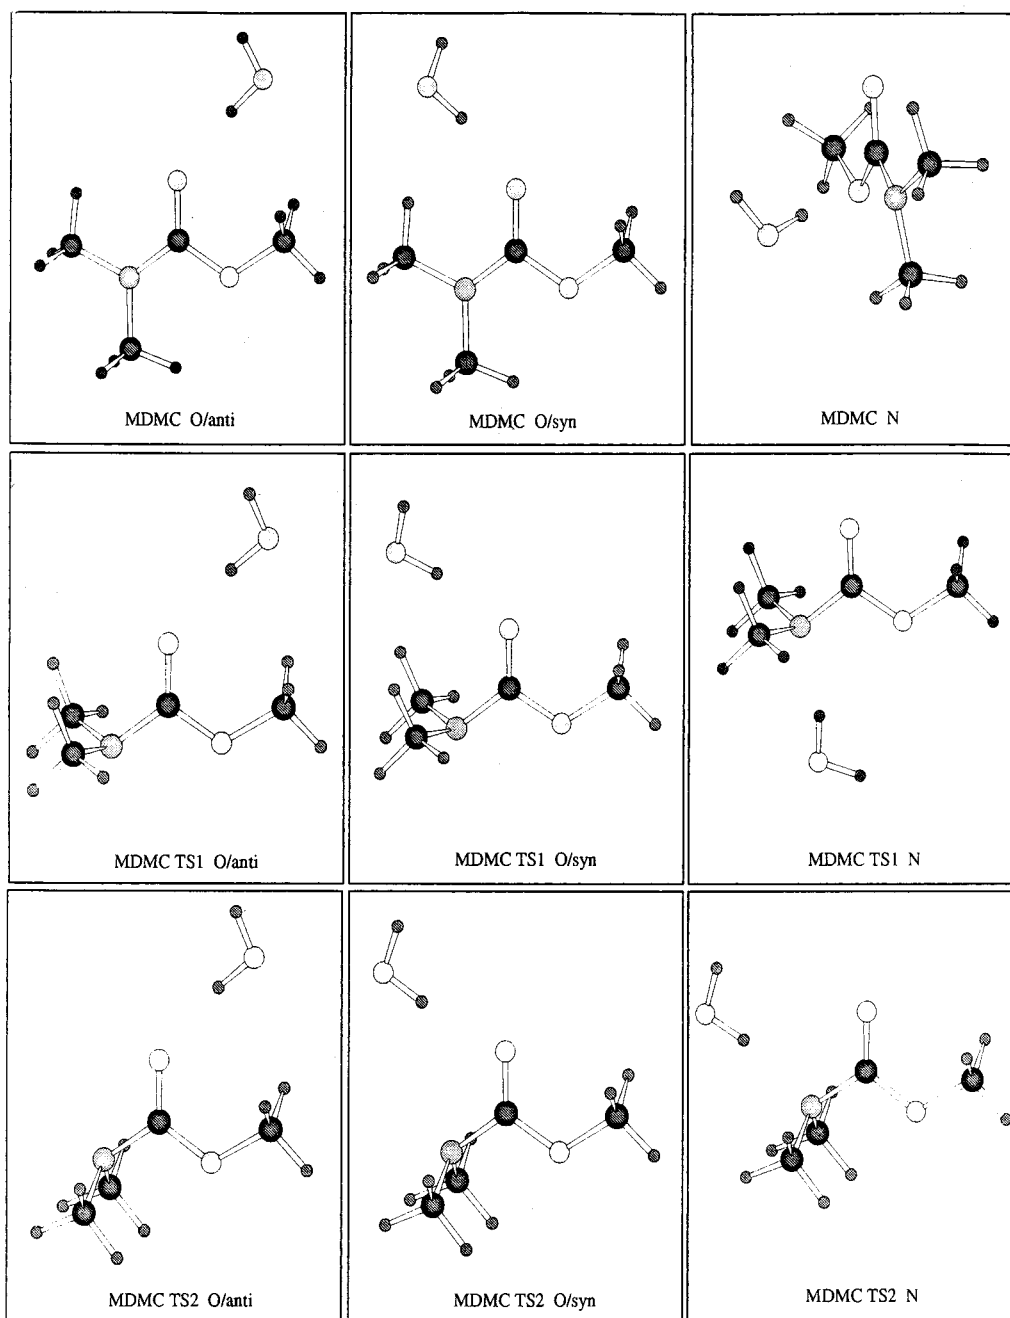 MDMC O/anti
MDMC O/syn
MDMC N
MDMC TS1 O/anti
MDMC TS1 O/syn
MDMC TS1 N
MDMC TS2 O/anti
MDMC TS2 O/syn
MDMC TS2 N